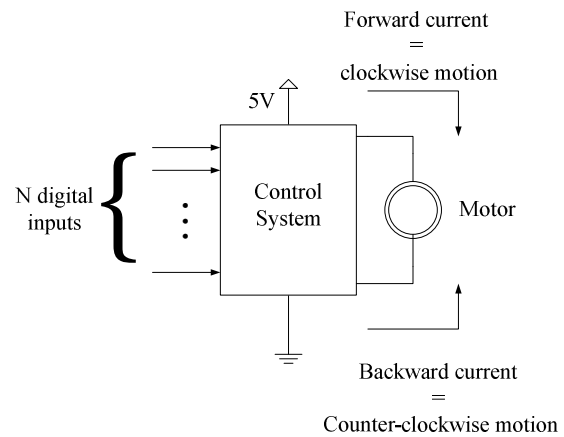 Forward current
=
clockwise motion
5V
N digital
inputs
Control
System
Motor
Backward current
=
Counter-clockwise motion